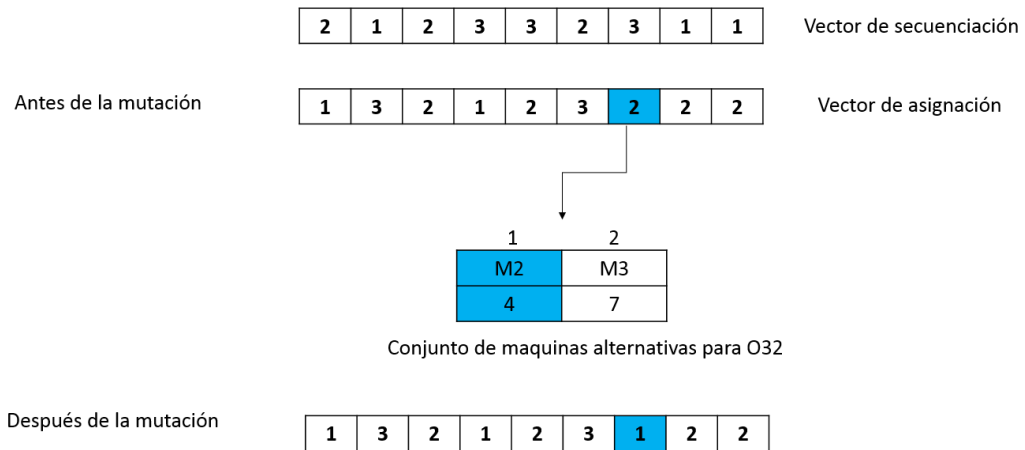 2 1 2 3 3 2 3 1 1 Vector de secuenciación
Antes de la mutación 1 3 2 1 2 3 2 2 2 Vector de asignación
1 2
M2 M3
4 7
Conjunto de maquinas alternativas para O32
Después de la mutación 1 3 2 1 2 3 1 2 2